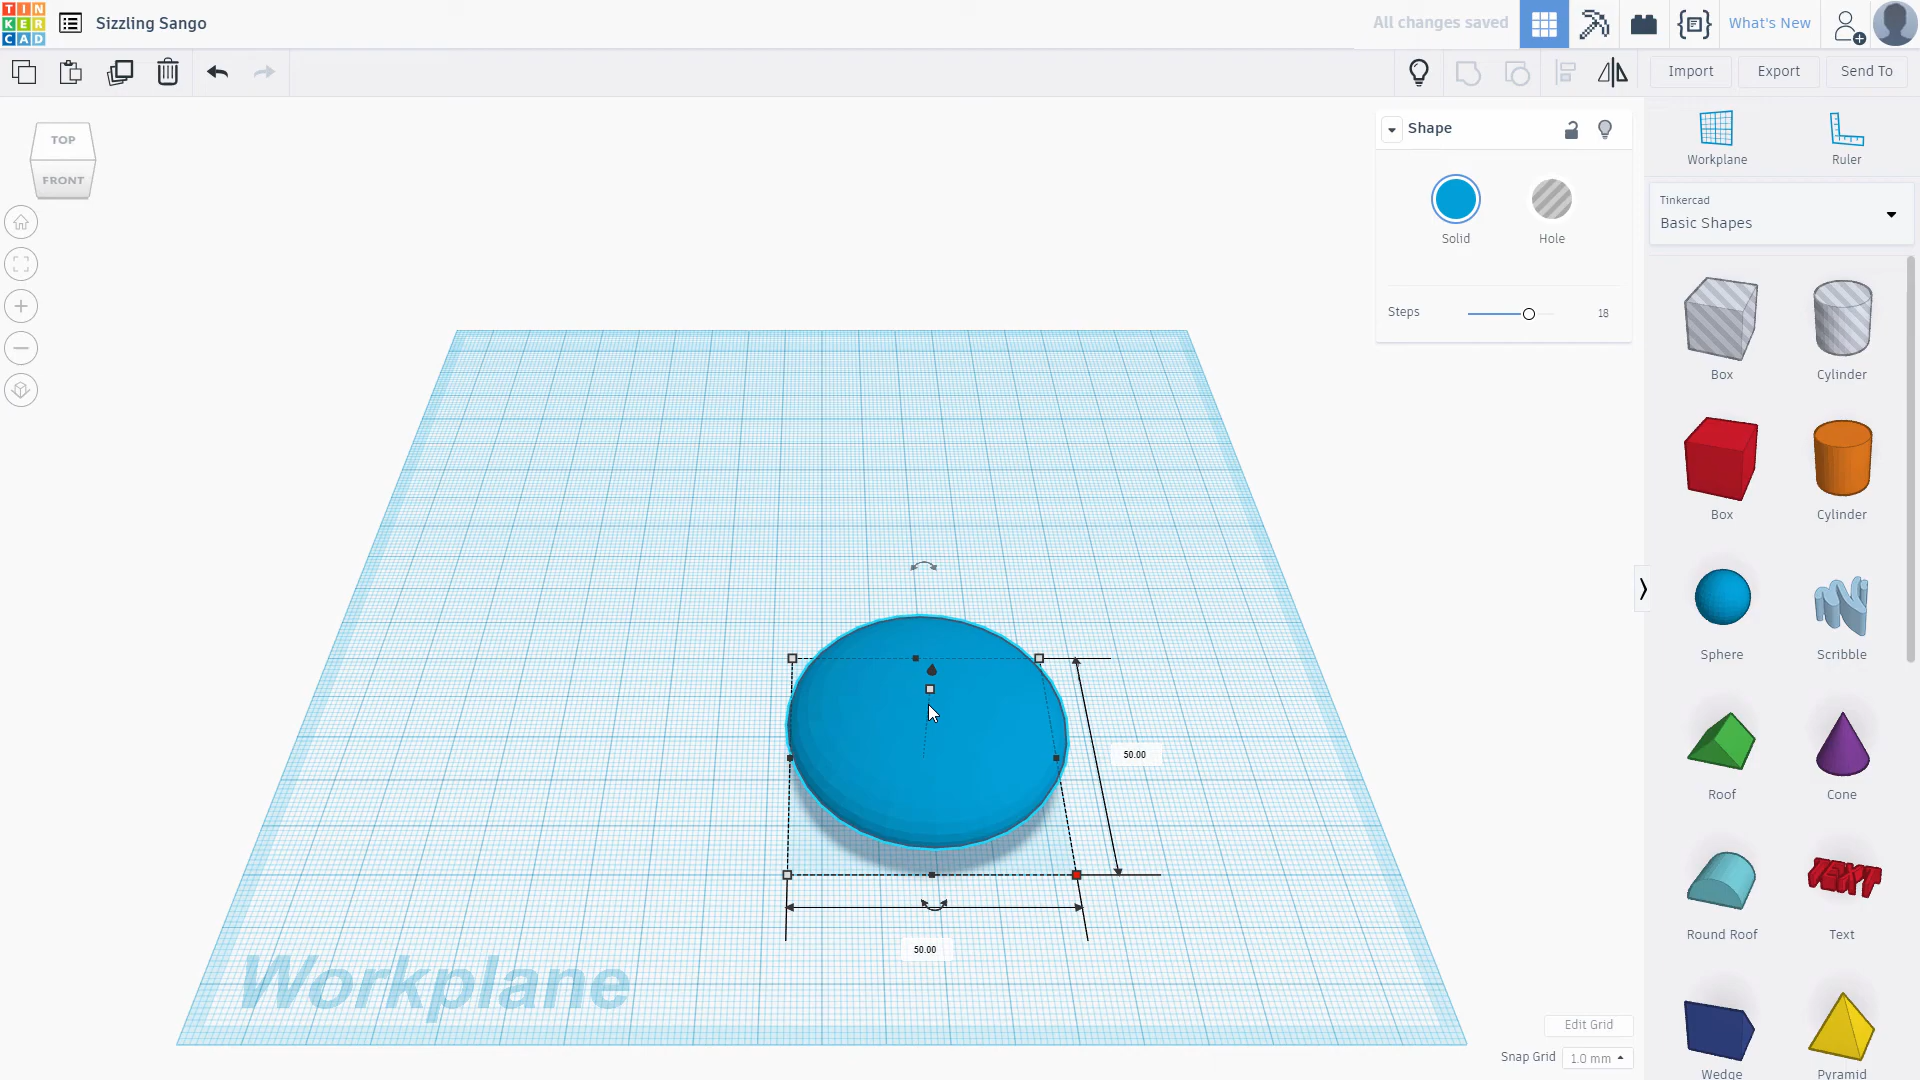 TIN
KER
CAD
Sizzling Sango
All changes saved
What's New
Import
Export
Send To
TOP
FRONT
Shape
Solid
Hole
Steps
18
Workplane
Ruler
Tinkercad
Basic Shapes
Box
Cylinder
Box
Cylinder
Sphere
Scribble
Roof
Cone
Round Roof
TEXT
Text
Wedge
Pyramid
50.00
50.00
Workplane
Edit Grid
Snap Grid
1.0 mm